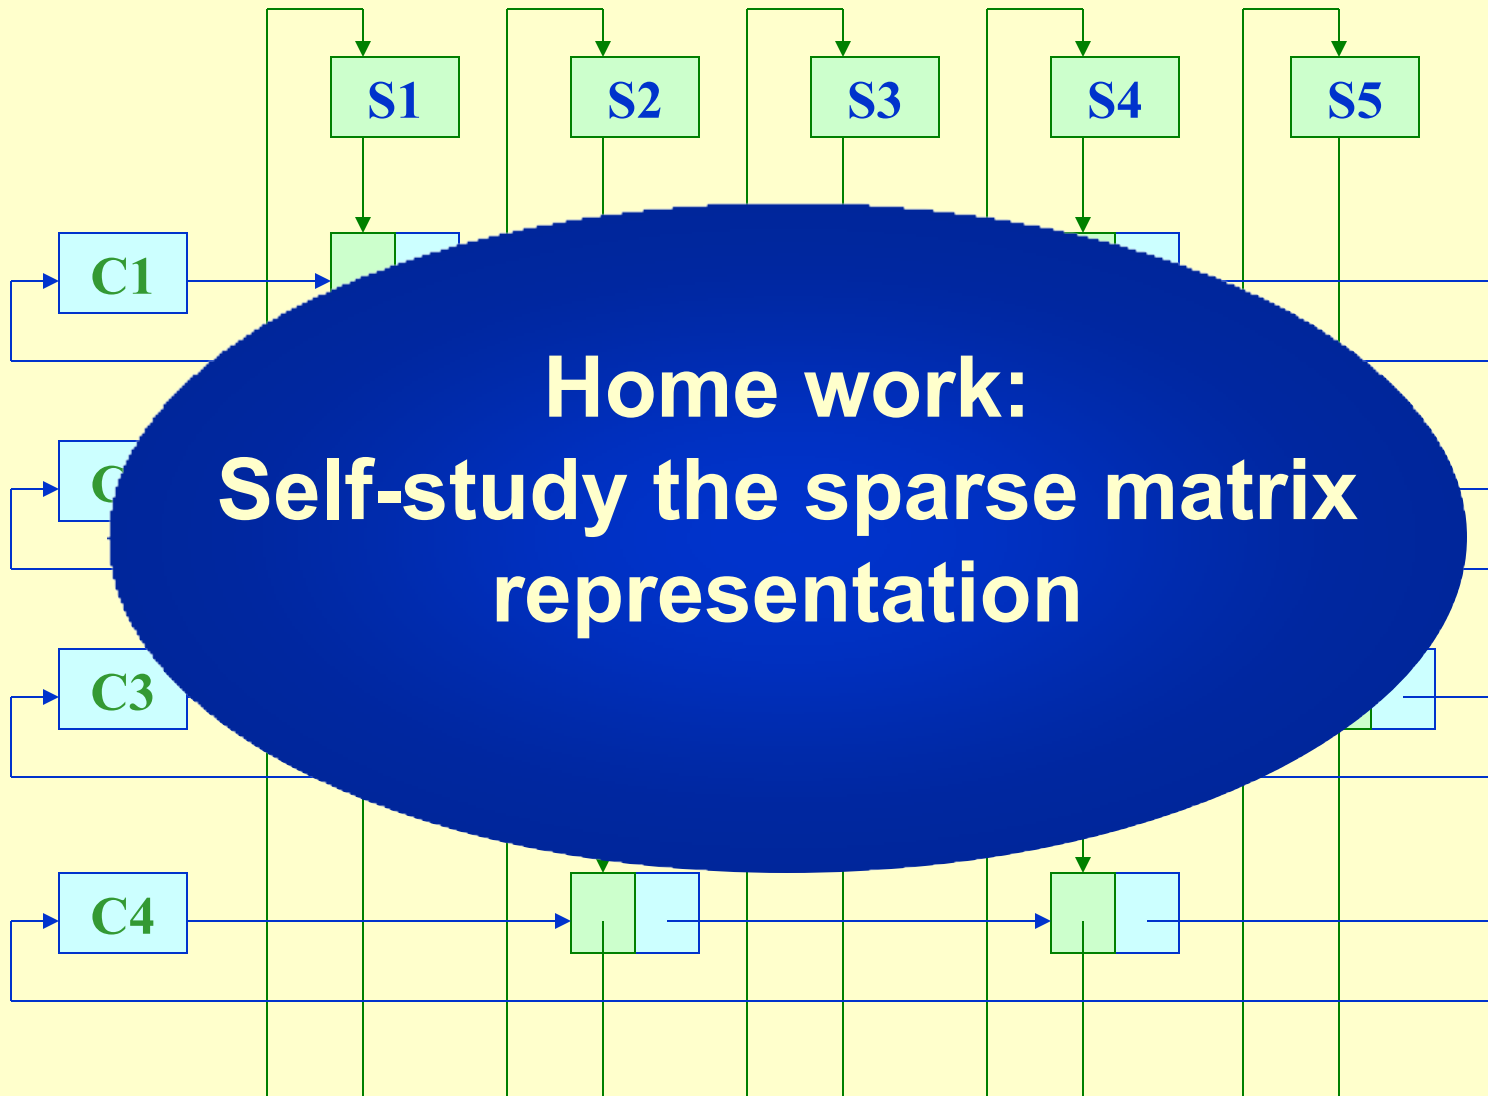 S1 S2 S3 S4 S5
C1
Home work:
Self-study the sparse matrix
representation
C3
C4